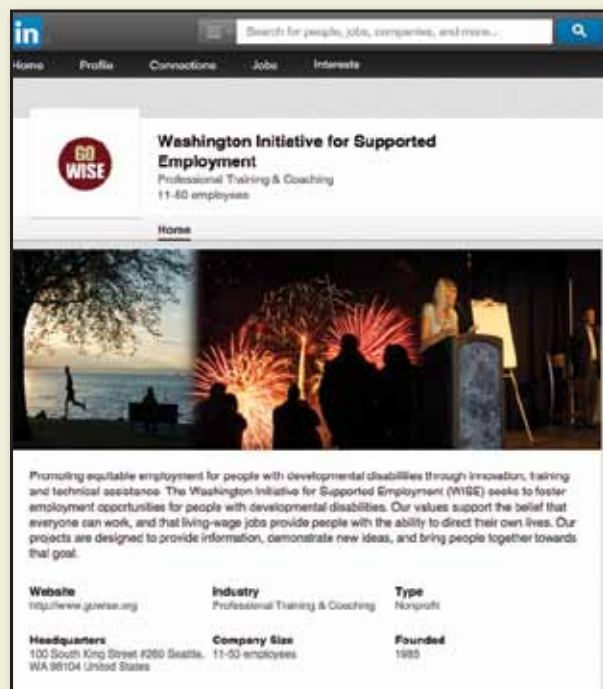 in
Search for people, jobs, companies, and more...
Home Profile Connections Jobs Interests
GO
WISE
Washington Initiative for Supported
Employment
Professional Training & Coaching
11-50 employees
Home
Promoting equitable employment for people with developmental disabilities through innovation, training
and technical assistance. The Washington Initiative for Supported Employment (WISE) seeks to foster
employment opportunities for people with developmental disabilities. Our values support the belief that
everyone can work, and that living-wage jobs provide people with the ability to direct their own lives. Our
projects are designed to provide information, demonstrate new ideas, and bring people together towards
that goal.
Website Industry Type
http://www.gowise.org Professional Training & Coaching Nonprofit
Headquarters Company Size Founded
100 South King Street #260 Seattle, 11-50 employees 1985
WA 98104 United States